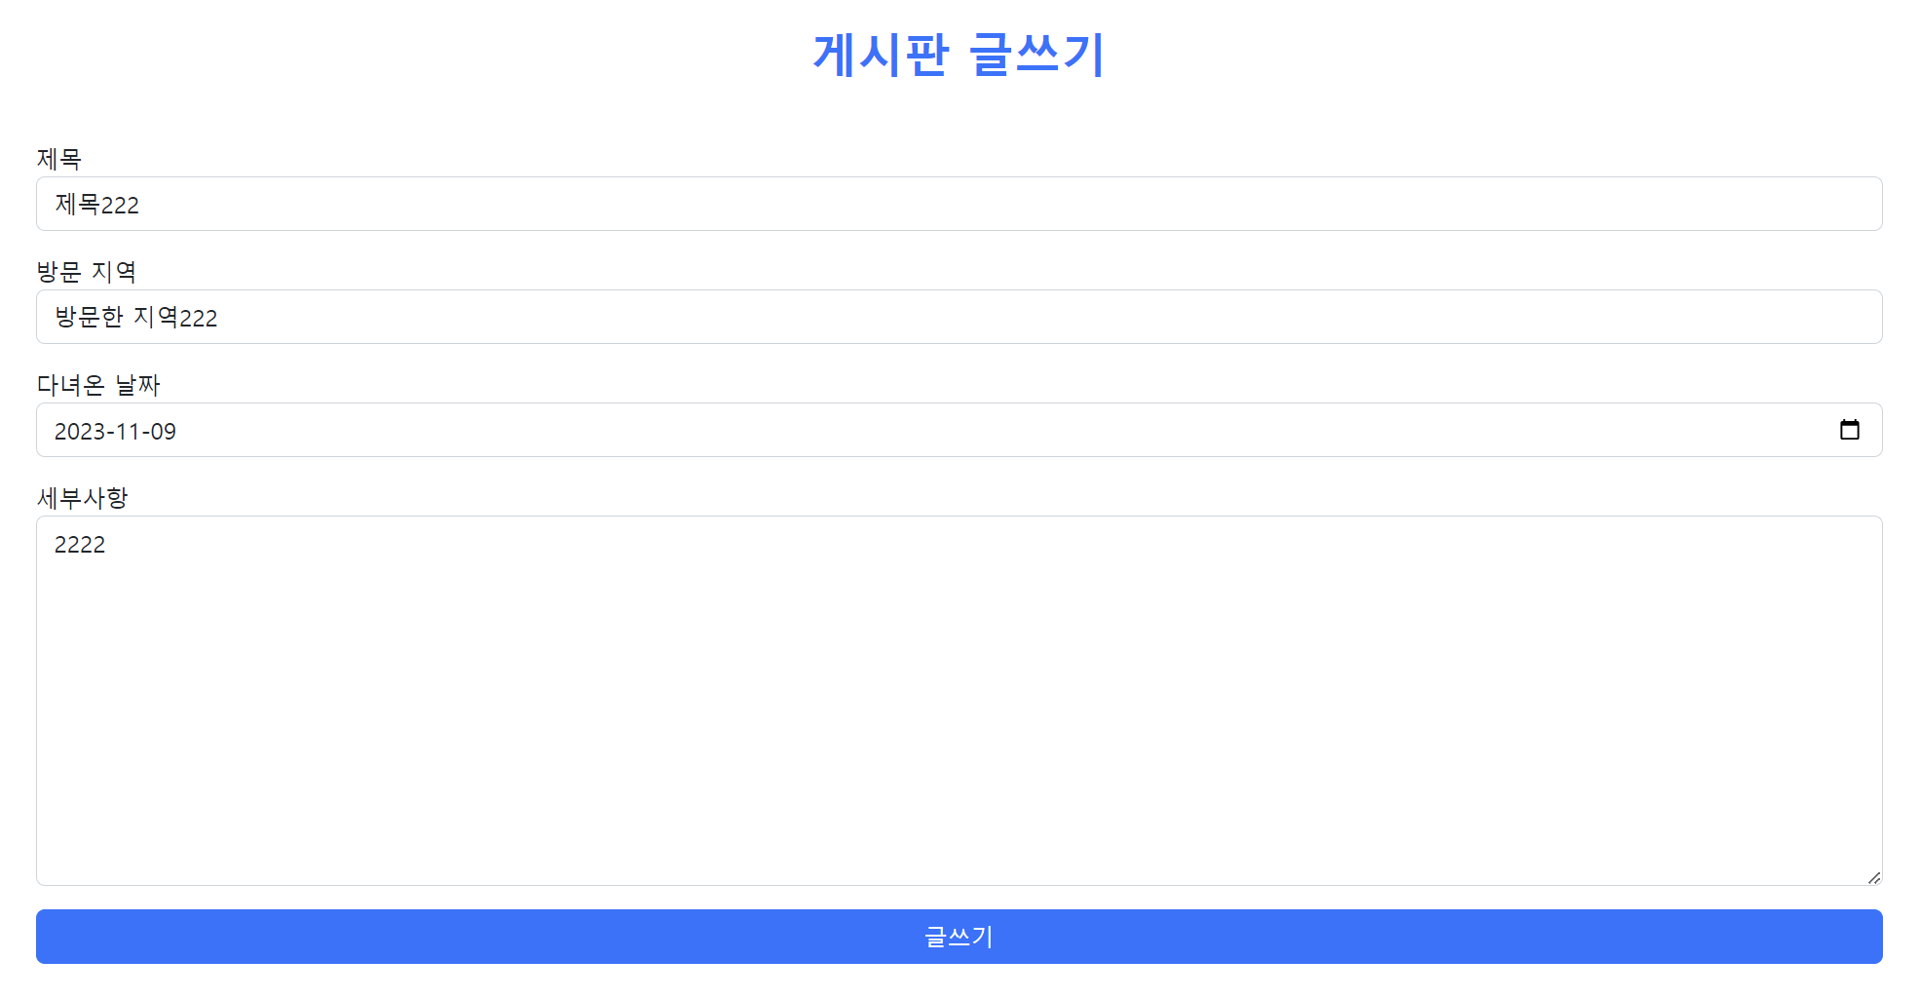 게시판 글쓰기
제목
제목222
방문 지역
방문한 지역222
다녀온 날짜
2023-11-09
세부사항
2222
글쓰기